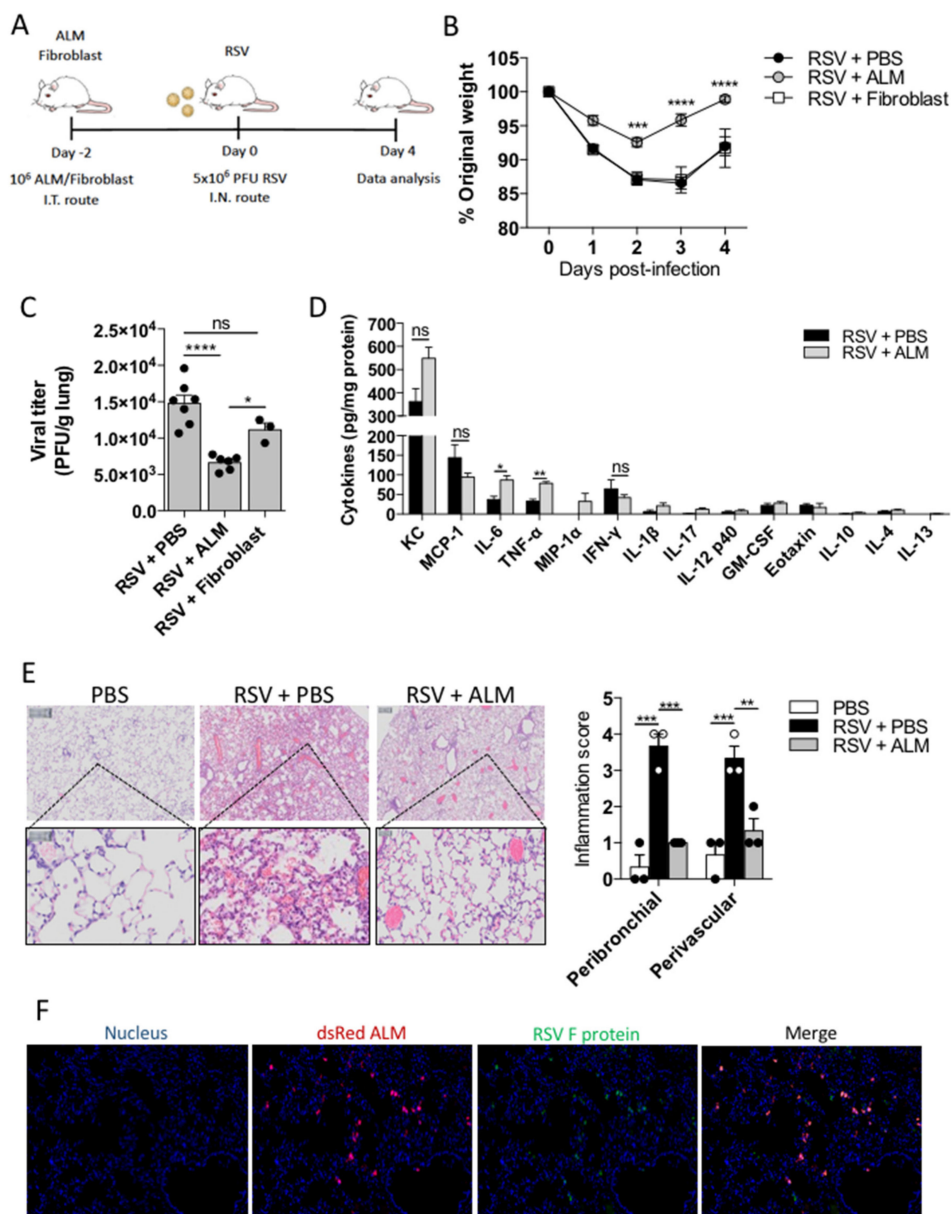 A
ALM
Fibroblast
RSV
Day -2
Day 0
Day 4
10⁶ ALM/Fibroblast
I.T. route
5x10⁶ PFU RSV
I.N. route
Data analysis
B
% Original weight
100
95
90
85
80
***
****
****
0 1 2 3 4
Days post-infection
RSV + PBS
RSV + ALM
RSV + Fibroblast
C
Viral titer
(PFU/g lung)
2.5×10⁴
2.0×10⁴
1.5×10⁴
1.0×10⁴
5.0×10³
ns
****
*
RSV + PBS
RSV + ALM
RSV + Fibroblast
D
Cytokines (pg/mg protein)
700
600
500
400
300
200
150
100
50
0
ns
ns
*
**
ns
KC
MCP-1
IL-6
TNF-α
MIP-1α
IFN-γ
IL-1β
IL-17
IL-12 p40
GM-CSF
Eotaxin
IL-10
IL-4
IL-13
RSV + PBS
RSV + ALM
E
PBS
RSV + PBS
RSV + ALM
Inflammation score
5
4
3
2
1
0
*** ***
*** **
Peribronchial
Perivascular
PBS
RSV + PBS
RSV + ALM
F
Nucleus
dsRed ALM
RSV F protein
Merge